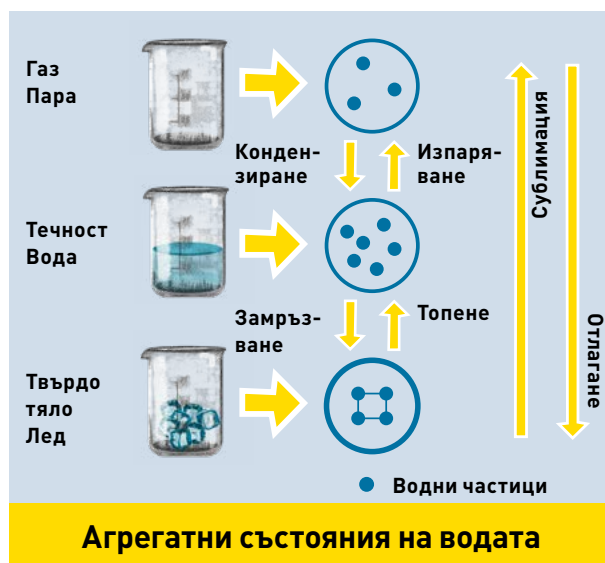 Газ
Пара
Конден-
зиране
Изпаря-
ване
Сублимация
Течност
Вода
Замръз-
ване
Топене
Отлагане
Твърдо
тяло
Лед
Водни частици
Агрегатни състояния на водата